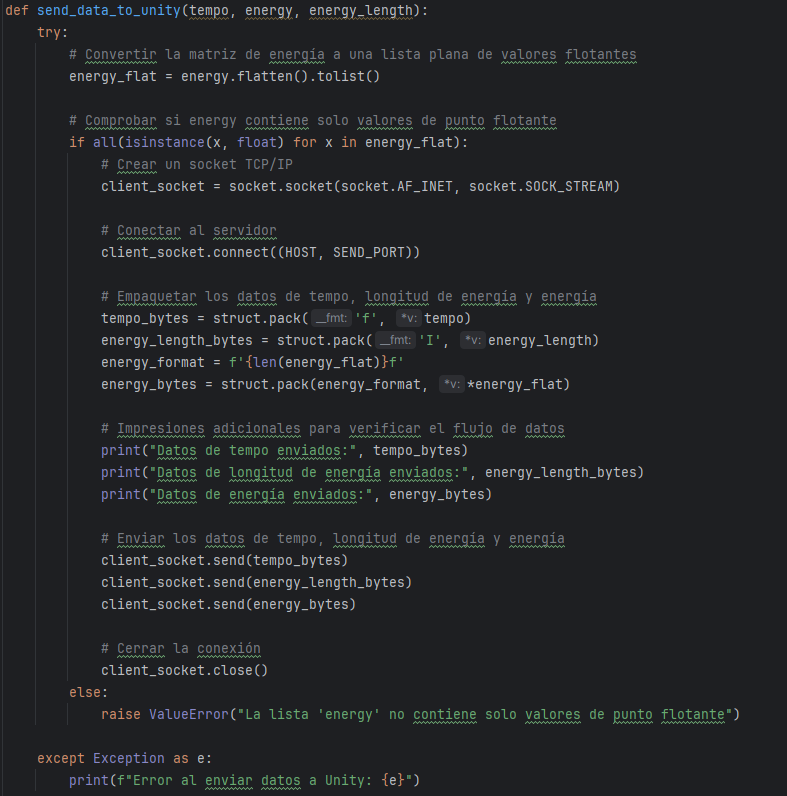 def send_data_to_unity(tempo, energy, energy_length):
try:
# Convertir la matriz de energía a una lista plana de valores flotantes
energy_flat = energy.flatten().tolist()
# Comprobar si energy contiene solo valores de punto flotante
if all(isinstance(x, float) for x in energy_flat):
# Crear un socket TCP/IP
client_socket = socket.socket(socket.AF_INET, socket.SOCK_STREAM)
# Conectar al servidor
client_socket.connect((HOST, SEND_PORT))
# Empaquetar los datos de tempo, longitud de energía y energía
tempo_bytes = struct.pack(__fmt: 'f', *v: tempo)
energy_length_bytes = struct.pack(__fmt: 'I', *v: energy_length)
energy_format = f'{len(energy_flat)}f'
energy_bytes = struct.pack(energy_format, *v: *energy_flat)
# Impresiones adicionales para verificar el flujo de datos
print("Datos de tempo enviados:", tempo_bytes)
print("Datos de longitud de energía enviados:", energy_length_bytes)
print("Datos de energía enviados:", energy_bytes)
# Enviar los datos de tempo, longitud de energía y energía
client_socket.send(tempo_bytes)
client_socket.send(energy_length_bytes)
client_socket.send(energy_bytes)
# Cerrar la conexión
client_socket.close()
else:
raise ValueError("La lista 'energy' no contiene solo valores de punto flotante")
except Exception as e:
print(f"Error al enviar datos a Unity: {e}")